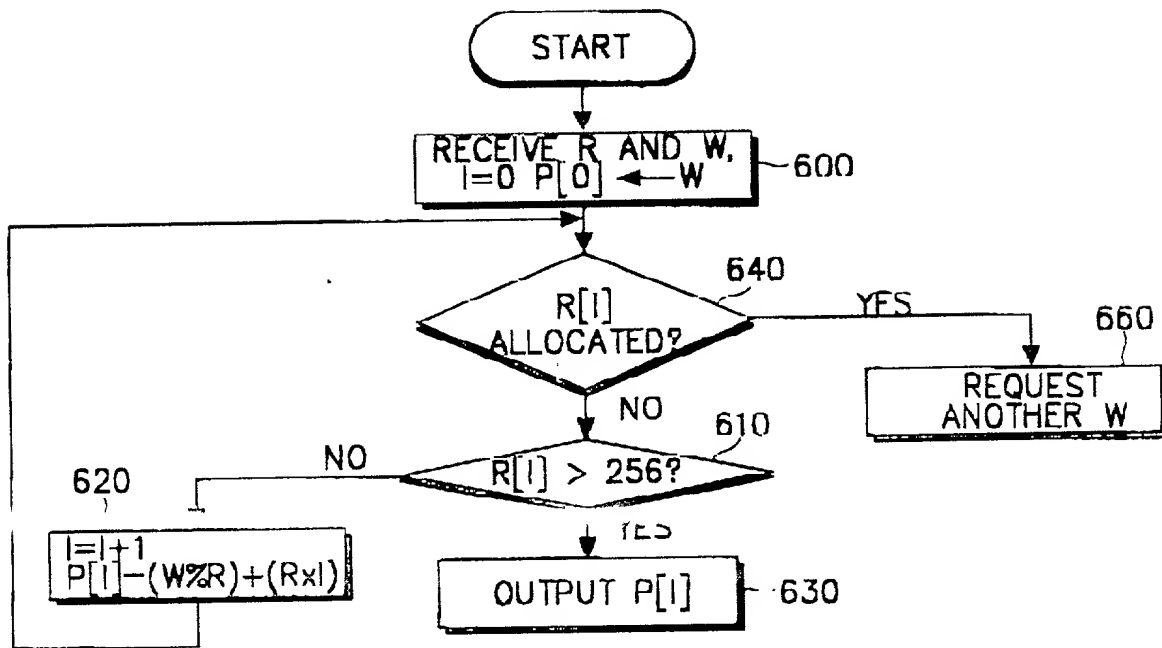 START
RECEIVE R AND W,
I=0 P[0] ← W
600
R[I]
ALLOCATED?
640
YES
660
REQUEST
ANOTHER W
NO
610
R[I] > 256?
NO
620
I=I+1
P[I]-(W%R)+(RxI)
YES
OUTPUT P[I]
630